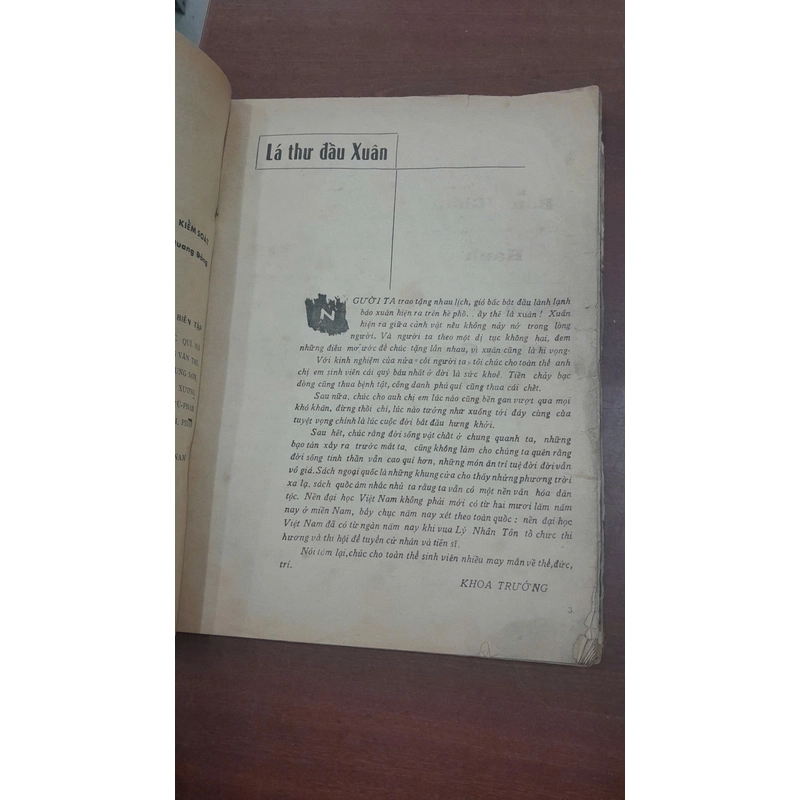 KIỂM SOÁT
uang Đông
BIÊN TẬP
VĂN THI
XƯƠNG
NAN
Lá thư đầu Xuân
NGƯỜI TA trao tặng nhau lịch, gió bấc bắt đầu lành lạnh
báo xuân hiện ra trên hè phố.. ấy thế là xuân! Xuân
hiện ra giữa cảnh vật nếu không nảy nở trong lòng
người. Và người ta theo một dị tục không hai, đem
những điều mơ ước để chúc tặng lẫn nhau, vì xuân cũng là hi vọng.
Với kinh nghiệm của nửa «cõi người ta» tôi chúc cho toàn thể anh
chị em sinh viên cái quý báu nhất ở đời là sức khoẻ. Tiền chảy bạc
dòng cũng thua bệnh tật, công danh phú quí cũng thua cái chết.
Sau nữa, chúc cho anh chị em lúc nào cũng bền gan vượt qua mọi
khó khăn, đừng thối chí, lúc nào tưởng như xuống tới đáy cùng của
tuyệt vọng chính là lúc cuộc đời bắt đầu hưng khởi.
Sau hết, chúc rằng đời sống vật chất ở chung quanh ta, những
bạo tàn xảy ra trước mắt ta, cũng không làm cho chúng ta quên rằng
đời sống tinh thần vẫn cao quí hơn, những món ăn trí tuệ đời đời vẫn
vô giá. Sách ngoại quốc là những khung cửa cho thấy những phương trời
xa lạ, sách quốc âm nhắc nhủ ta rằng ta vẫn có một nền văn hóa dân
tộc. Nền đại học Việt Nam không phải mới có từ hai mươi lăm năm
nay ở miền Nam, bảy chục năm nay xét theo toàn quốc; nền đại học
Việt Nam đã có từ ngàn năm nay khi vua Lý Nhân Tôn tổ chức thi
hương và thi hội để tuyển cử nhân và tiến sĩ.
Nói tóm lại, chúc cho toàn thể sinh viên nhiều may mắn về thể, đức,
trí.
KHOA TRƯỞNG
3